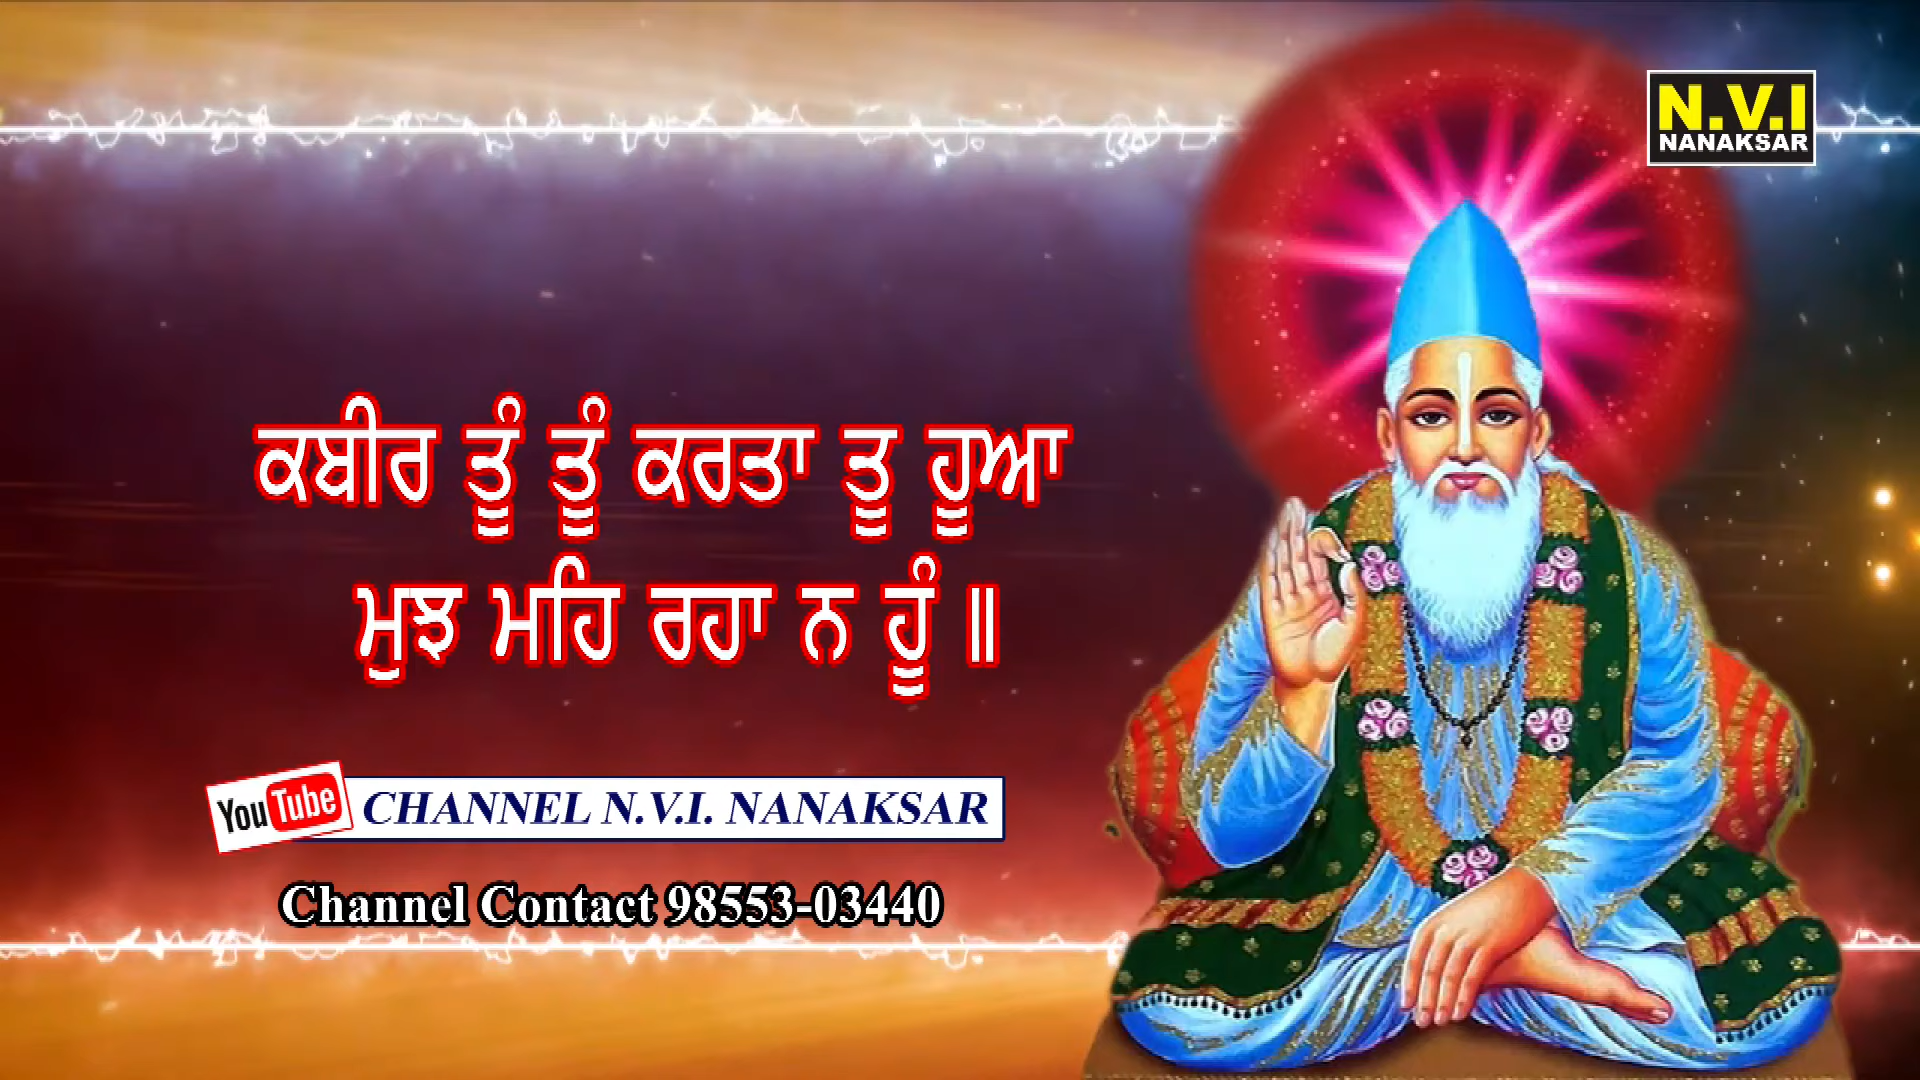 N.V.I
NANAKSAR
ਕਬੀਰ ਤੂੰ ਤੂੰ ਕਰਤਾ ਤੂ ਹੂਆ
ਮੁਝ ਮਹਿ ਰਹਾ ਨ ਹੂੰ ॥
YouTube CHANNEL N.V.I. NANAKSAR
Channel Contact 98553-03440